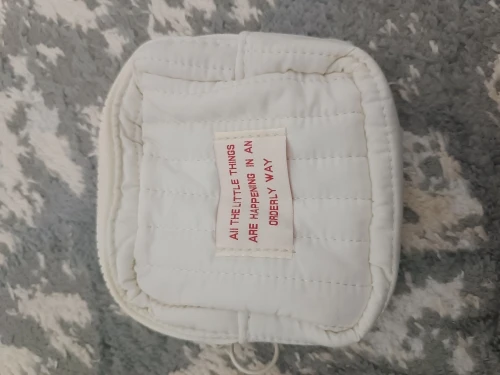 All THE LITTLE THINGS
ARE HAPPENING IN AN
ORDERLY WAY